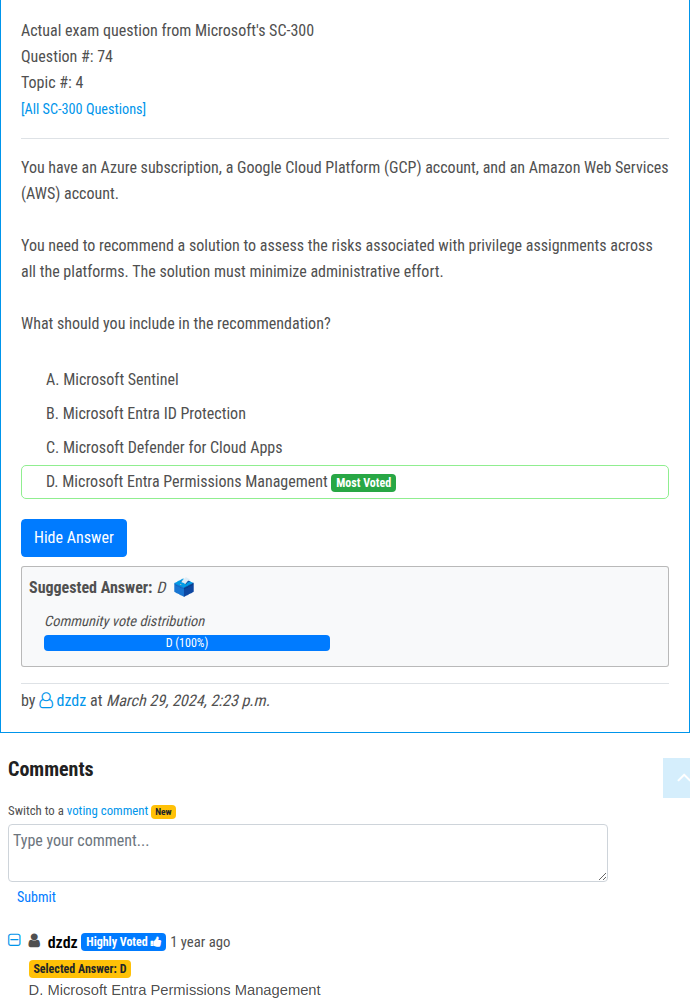 Actual exam question from Microsoft's SC-300
Question #: 74
Topic #: 4
[All SC-300 Questions]
You have an Azure subscription, a Google Cloud Platform (GCP) account, and an Amazon Web Services
(AWS) account.
You need to recommend a solution to assess the risks associated with privilege assignments across
all the platforms. The solution must minimize administrative effort.
What should you include in the recommendation?
A. Microsoft Sentinel
B. Microsoft Entra ID Protection
C. Microsoft Defender for Cloud Apps
D. Microsoft Entra Permissions Management Most Voted
Hide Answer
Suggested Answer: D
Community vote distribution
D (100%)
by dzdz at March 29, 2024, 2:23 p.m.
Comments
Switch to a voting comment New
Type your comment...
Submit
dzdz Highly Voted 1 year ago
Selected Answer: D
D. Microsoft Entra Permissions Management